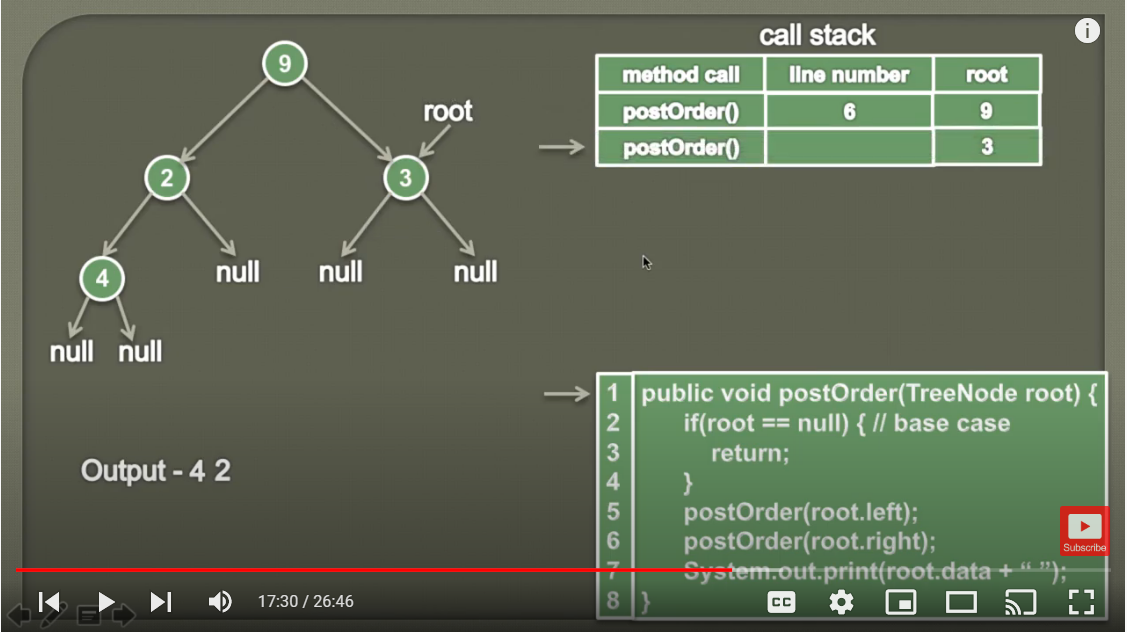 call stack
method call line number root
postOrder() 6 9
postOrder() 3
9
root
2 3
null null null
4
null null
Output - 4 2
1 public void postOrder(TreeNode root) {
2 if(root == null) { // base case
3 return;
4 }
5 postOrder(root.left);
6 postOrder(root.right);
7 System.out.print(root.data + “ ”);
8 }
Subscribe
17:30 / 26:46
CC
i